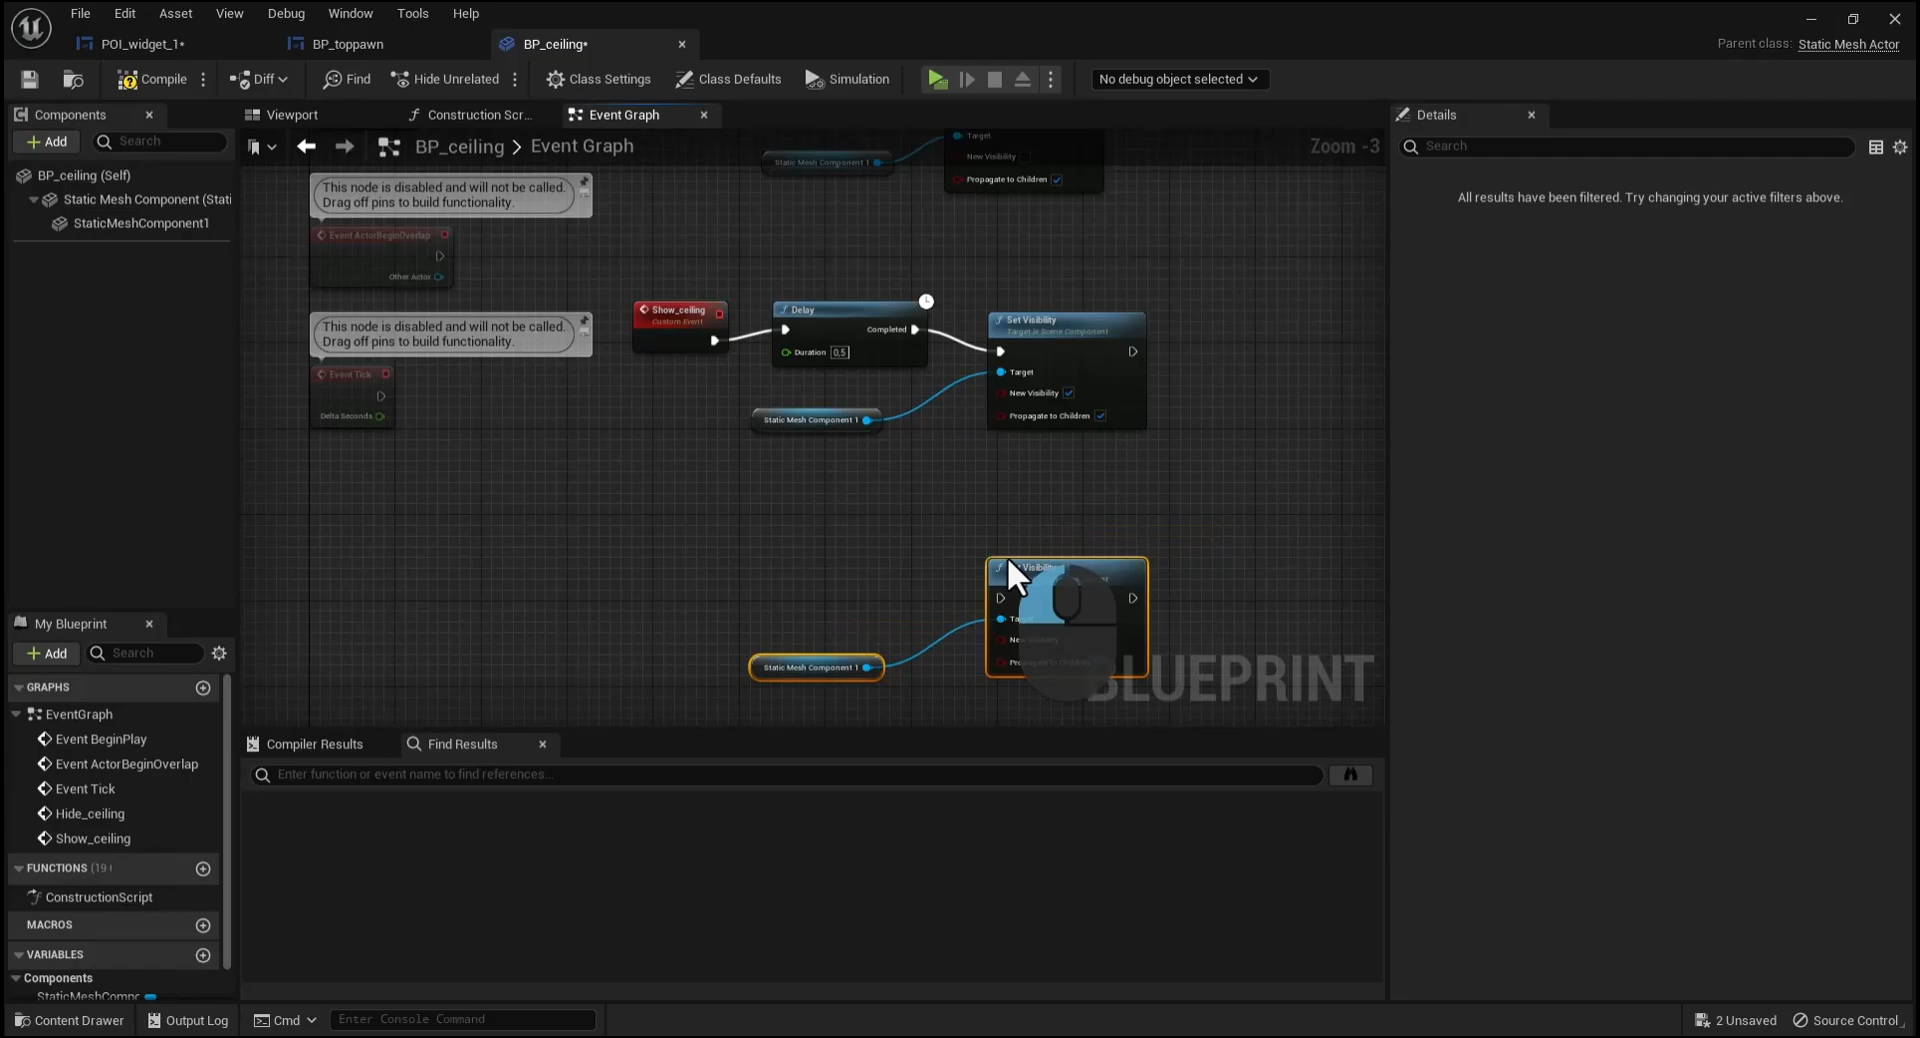 File Edit Asset View Debug Window Tools Help
POI_widget_1* BP_toppawn BP_ceiling*
Parent class: Static Mesh Actor
Compile Diff Find Hide Unrelated Class Settings Class Defaults Simulation No debug object selected
Components Viewport Construction Scr... Event Graph Details
Add Search BP_ceiling > Event Graph Zoom -3 Search
BP_ceiling (Self)
Static Mesh Component (Stati
StaticMeshComponent1
All results have been filtered. Try changing your active filters above.
Target
Static Mesh Component 1
New Visibility
Propagate to Children
This node is disabled and will not be called.
Drag off pins to build functionality.
Event ActorBeginOverlap
Other Actor
This node is disabled and will not be called.
Drag off pins to build functionality.
Event Tick
Delta Seconds
Show_ceiling
Custom Event
Delay
Completed
Duration 0,5
Set Visibility
Target is Scene Component
Target
New Visibility
Propagate to Children
Static Mesh Component 1
Visibility
Static Mesh Component 1
BLUEPRINT
My Blueprint
Add Search
GRAPHS
EventGraph
Event BeginPlay
Event ActorBeginOverlap
Event Tick
Hide_ceiling
Show_ceiling
FUNCTIONS (19
ConstructionScript
MACROS
VARIABLES
Components
StaticMeshCompc
Compiler Results Find Results
Enter function or event name to find references...
Content Drawer Output Log Cmd Enter Console Command 2 Unsaved Source Control